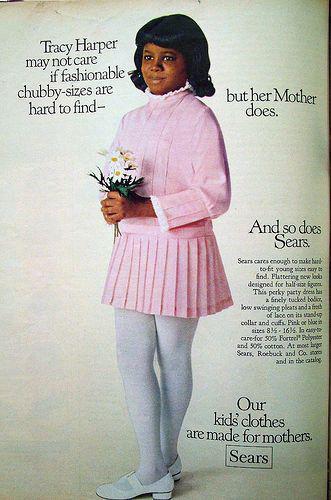 Tracy Harper
may not care
if fashionable
chubby-sizes are
hard to find—
but her Mother
does.
And so does
Sears.
Sears cares enough to make hard-
to-fit young sizes easy to
find. Flattering new looks
designed for half-size figures.
This perky party dress has
a finely tucked bodice,
low swinging pleats and a froth
of lace on its stand-up
collar and cuffs. Pink or blue in
sizes 8½ - 16½. In easy-to-
care-for 50% Fortrel® Polyester
and 50% cotton. At most larger
Sears, Roebuck and Co. stores
and in the catalog.
Our
kids' clothes
are made for mothers.
Sears